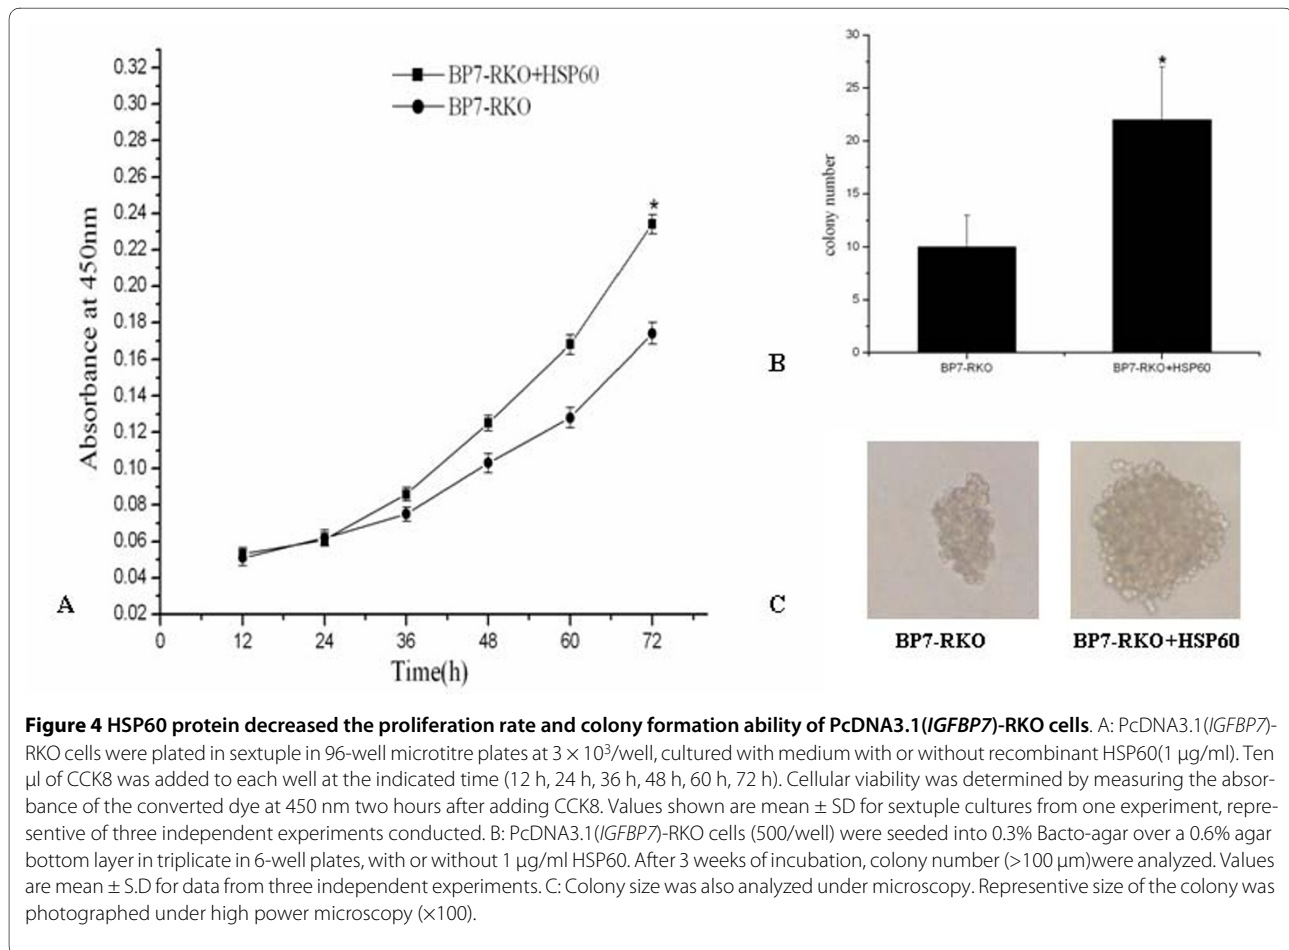 0.32
0.30
0.28
0.26
0.24
0.22
0.20
0.18
0.16
0.14
0.12
0.10
0.08
0.06
0.04
0.02
Absorbance at 450nm
BP7-RKO+HSP60
BP7-RKO
*
0 12 24 36 48 60 72
Time(h)
A
30
25
20
15
10
5
0
colony number
*
BP7-RKO BP7-RKO+HSP60
B
C
BP7-RKO BP7-RKO+HSP60
Figure 4 HSP60 protein decreased the proliferation rate and colony formation ability of PcDNA3.1(IGFBP7)-RKO cells. A: PcDNA3.1(IGFBP7)-
RKO cells were plated in sextuple in 96-well microtitre plates at 3 × 10³/well, cultured with medium with or without recombinant HSP60(1 μg/ml). Ten
μl of CCK8 was added to each well at the indicated time (12 h, 24 h, 36 h, 48 h, 60 h, 72 h). Cellular viability was determined by measuring the absor-
bance of the converted dye at 450 nm two hours after adding CCK8. Values shown are mean ± SD for sextuple cultures from one experiment, repre-
sentive of three independent experiments conducted. B: PcDNA3.1(IGFBP7)-RKO cells (500/well) were seeded into 0.3% Bacto-agar over a 0.6% agar
bottom layer in triplicate in 6-well plates, with or without 1 μg/ml HSP60. After 3 weeks of incubation, colony number (>100 μm)were analyzed. Values
are mean ± S.D for data from three independent experiments. C: Colony size was also analyzed under microscopy. Representive size of the colony was
photographed under high power microscopy (×100).